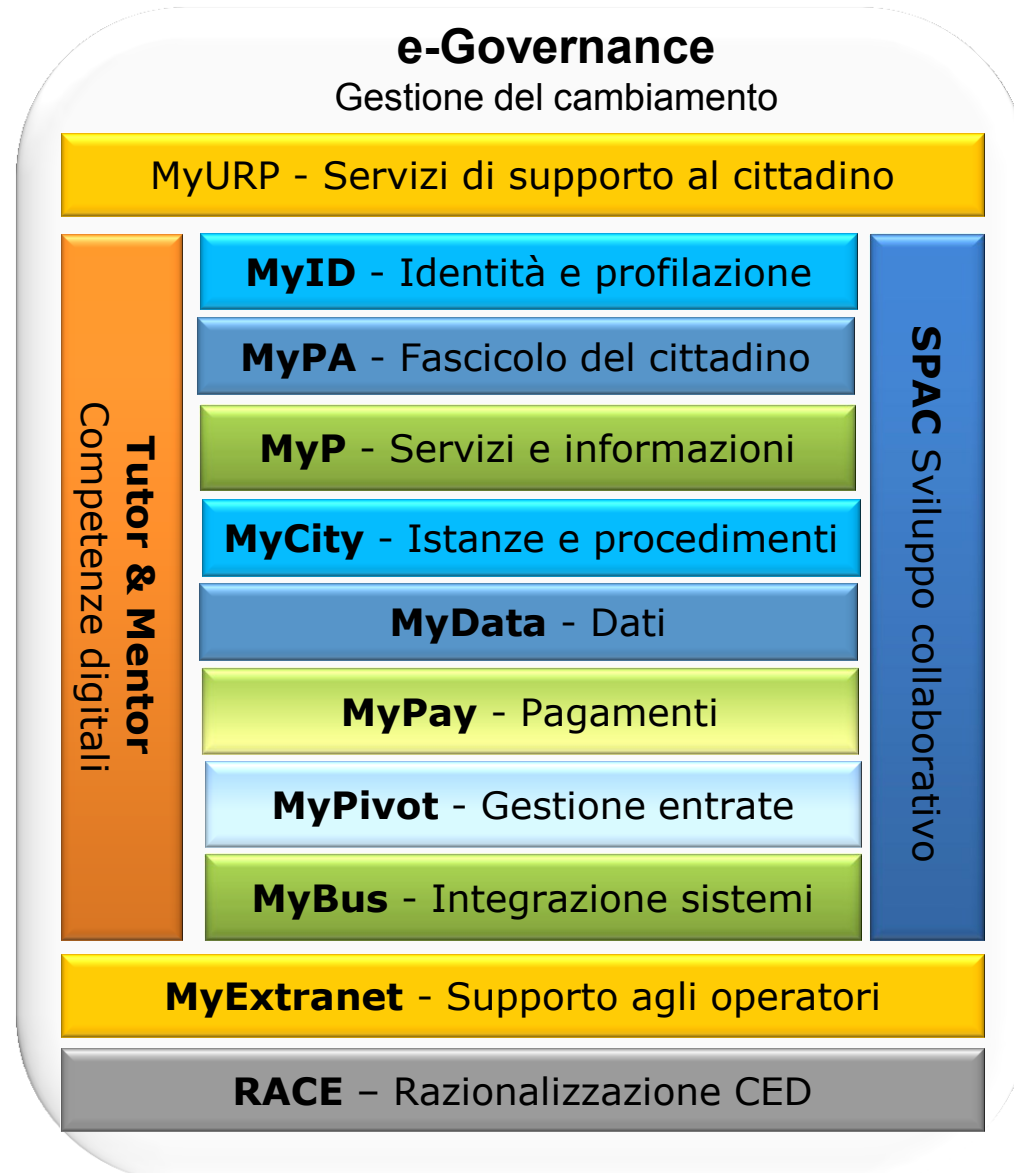 e-Governance
Gestione del cambiamento
MyURP - Servizi di supporto al cittadino
Tutor & Mentor
Competenze digitali
MyID - Identità e profilazione
MyPA - Fascicolo del cittadino
MyP - Servizi e informazioni
MyCity - Istanze e procedimenti
MyData - Dati
MyPay - Pagamenti
MyPivot - Gestione entrate
MyBus - Integrazione sistemi
SPAC Sviluppo collaborativo
MyExtranet - Supporto agli operatori
RACE – Razionalizzazione CED